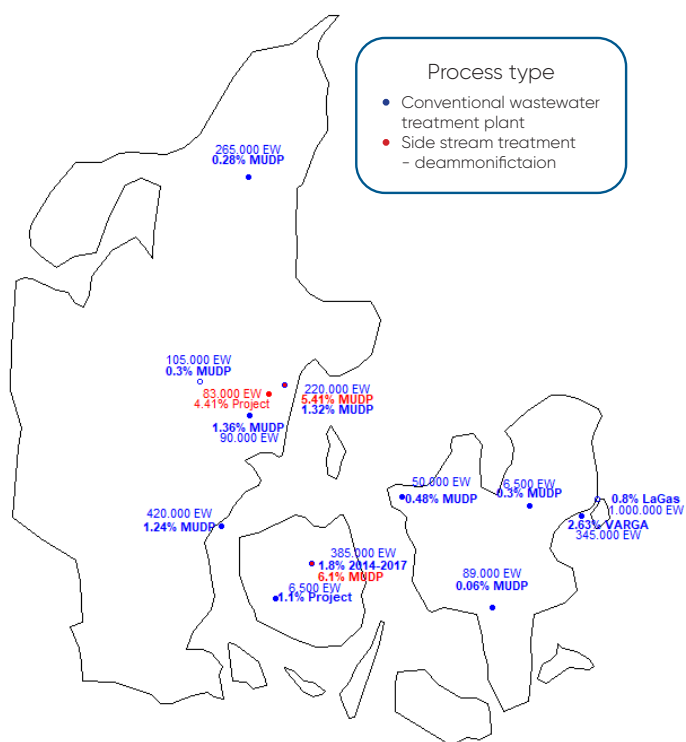 Process type
Conventional wastewater
treatment plant
Side stream treatment
- deammonifictaion
265.000 EW
0.28% MUDP
105.000 EW
0.3% MUDP
83.000 EW
4.41% Project
220.000 EW
5.41% MUDP
1.32% MUDP
1.36% MUDP
90.000 EW
50.000 EW
0.48% MUDP
6.500 EW
0.3% MUDP
0.8% LaGas
1.000.000 EW
2.63% VARGA
345.000 EW
420.000 EW
1.24% MUDP
385.000 EW
1.8% 2014-2017
6.1% MUDP
6.500 EW
1.1% Project
89.000 EW
0.06% MUDP